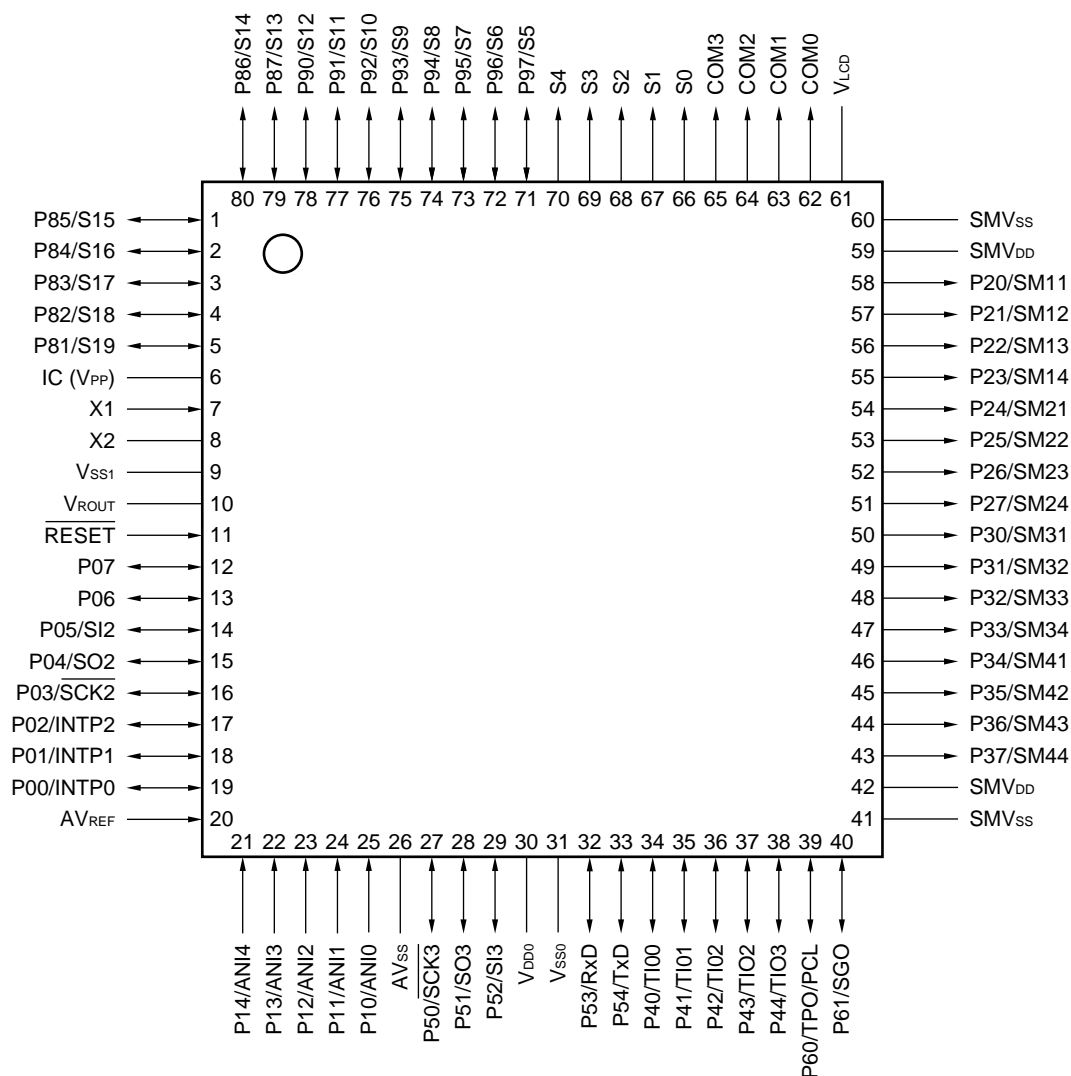 P86/S14
P87/S13
P90/S12
P91/S11
P92/S10
P93/S9
P94/S8
P95/S7
P96/S6
P97/S5
S4
S3
S2
S1
S0
COM3
COM2
COM1
COM0
VLCD
80 79 78 77 76 75 74 73 72 71 70 69 68 67 66 65 64 63 62 61
P85/S15 1
P84/S16 2
P83/S17 3
P82/S18 4
P81/S19 5
IC (VPP) 6
X1 7
X2 8
VSS1 9
VROUT 10
RESET 11
P07 12
P06 13
P05/SI2 14
P04/SO2 15
P03/SCK2 16
P02/INTP2 17
P01/INTP1 18
P00/INTP0 19
AVREF 20
60 SMVSS
59 SMVDD
58 P20/SM11
57 P21/SM12
56 P22/SM13
55 P23/SM14
54 P24/SM21
53 P25/SM22
52 P26/SM23
51 P27/SM24
50 P30/SM31
49 P31/SM32
48 P32/SM33
47 P33/SM34
46 P34/SM41
45 P35/SM42
44 P36/SM43
43 P37/SM44
42 SMVDD
41 SMVSS
21 22 23 24 25 26 27 28 29 30 31 32 33 34 35 36 37 38 39 40
P14/ANI4
P13/ANI3
P12/ANI2
P11/ANI1
P10/ANI0
AVSS
P50/SCK3
P51/SO3
P52/SI3
VDD0
VSS0
P53/RxD
P54/TxD
P40/TI00
P41/TI01
P42/TI02
P43/TIO2
P44/TIO3
P60/TPO/PCL
P61/SGO